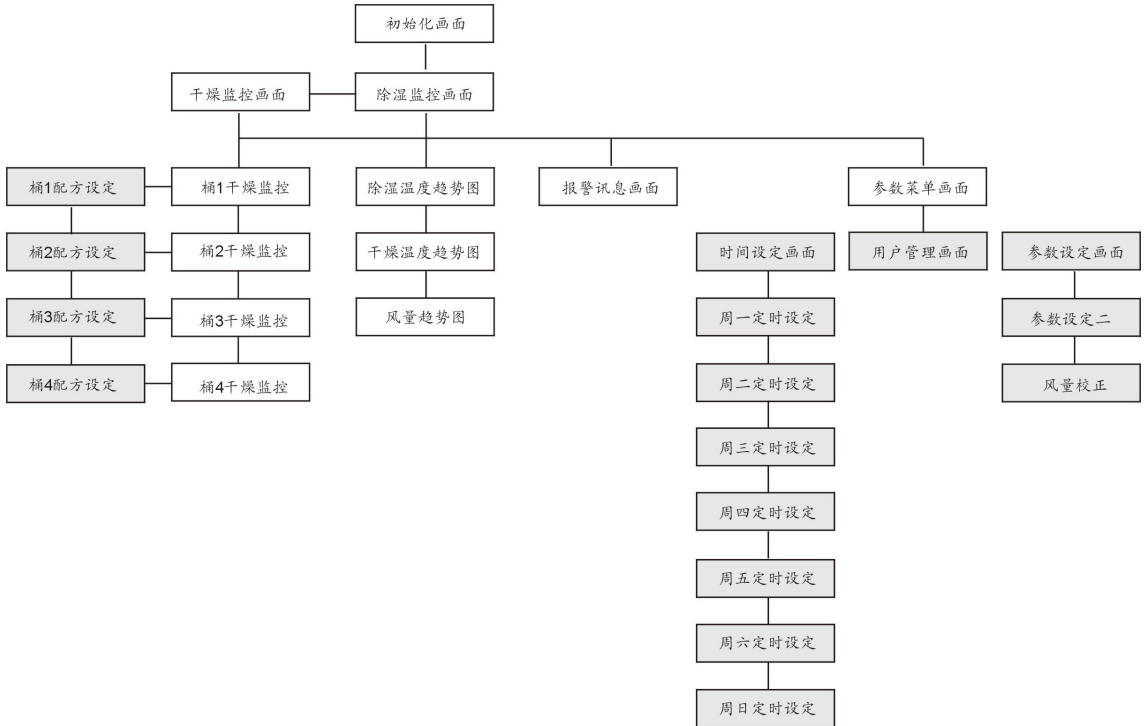 初始化画面
干燥监控画面
除湿监控画面
桶1配方设定
桶1干燥监控
除湿温度趋势图
报警讯息画面
参数菜单画面
桶2配方设定
桶2干燥监控
干燥温度趋势图
时间设定画面
用户管理画面
参数设定画面
桶3配方设定
桶3干燥监控
风量趋势图
周一定时设定
参数设定二
桶4配方设定
桶4干燥监控
周二定时设定
风量校正
周三定时设定
周四定时设定
周五定时设定
周六定时设定
周日定时设定